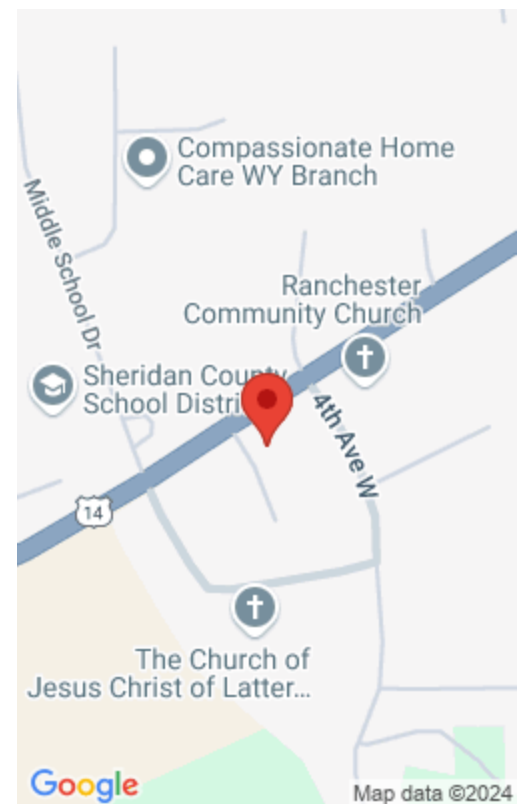 Compassionate Home
Care WY Branch
Middle School Dr
Ranchester
Community Church
Sheridan County
School Distri
4th Ave W
14
The Church of
Jesus Christ of Latter...
Google
Map data ©2024